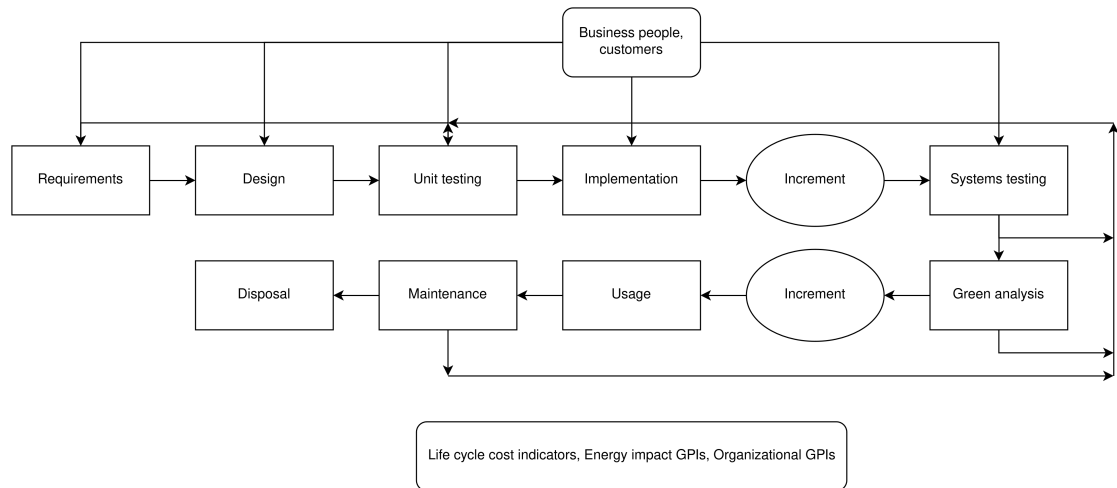 Business people,
customers
Requirements
Design
Unit testing
Implementation
Increment
Systems testing
Disposal
Maintenance
Usage
Increment
Green analysis
Life cycle cost indicators, Energy impact GPIs, Organizational GPIs